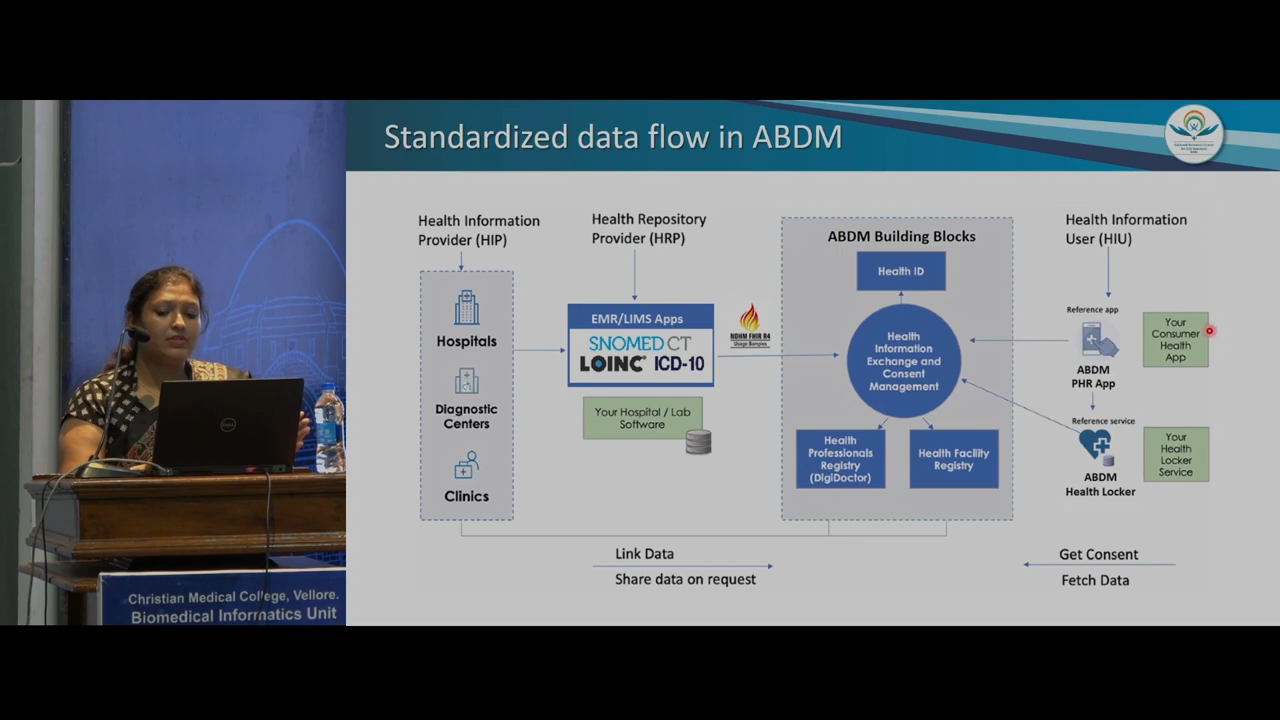 Standardized data flow in ABDM
Health Information
Provider (HIP)
Health Repository
Provider (HRP)
ABDM Building Blocks
Health Information
User (HIU)
Hospitals
Diagnostic
Centers
Clinics
EMR/LIMS Apps
SNOMED CT
LOINC ICD-10
NDHM FHIR R4
Usage Samples
Your Hospital / Lab
Software
Health ID
Health
Information
Exchange and
Consent
Management
Health
Professionals
Registry
(DigiDoctor)
Health Facility
Registry
Reference app
ABDM
PHR App
Your
Consumer
Health
App
Reference service
ABDM
Health Locker
Your
Health
Locker
Service
Link Data
Share data on request
Get Consent
Fetch Data
DELL
Christian Medical College, Vellore.
Biomedical Informatics Unit